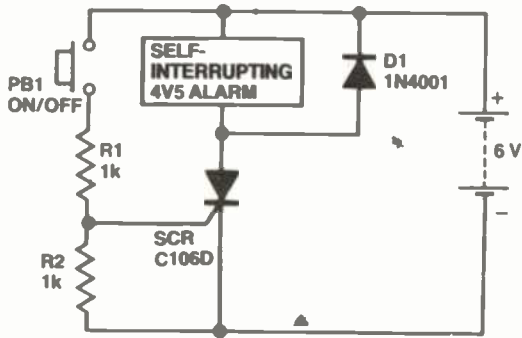 SELF-
INTERRUPTING
4V5 ALARM
D1
1N4001
PB1
ON/OFF
+
6 V
−
R1
1k
SCR
C106D
R2
1k